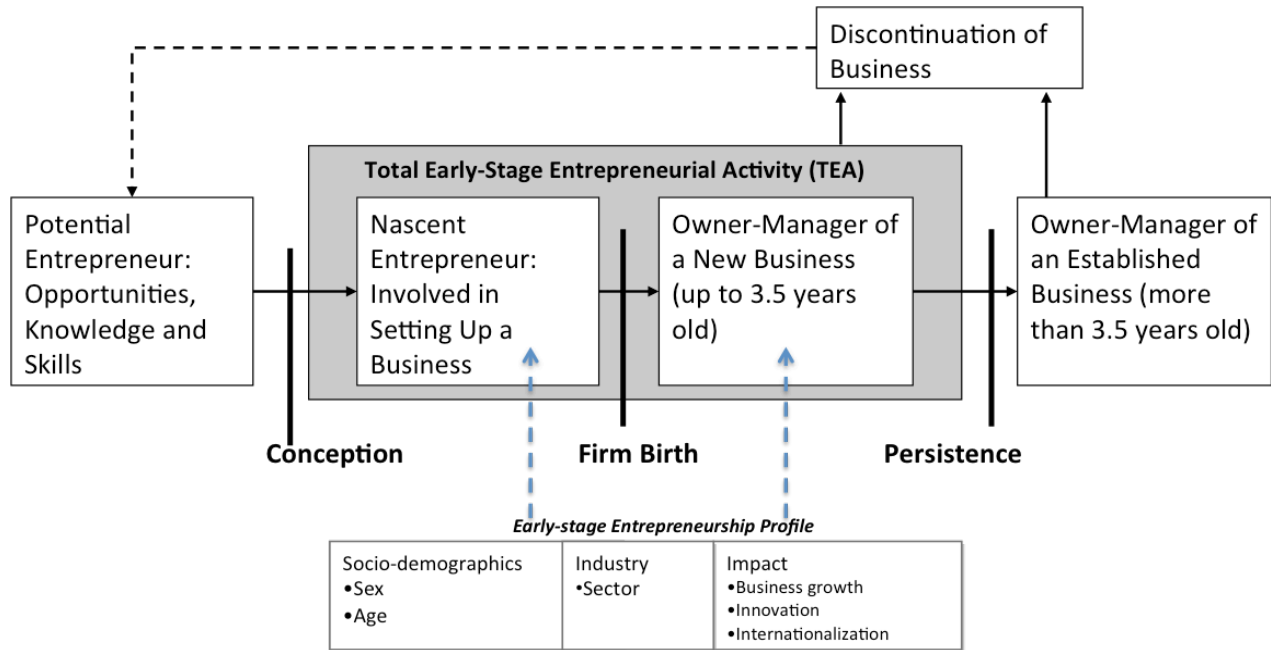 Discontinuation of
Business
Total Early-Stage Entrepreneurial Activity (TEA)
Potential
Entrepreneur:
Opportunities,
Knowledge and
Skills
Nascent
Entrepreneur:
Involved in
Setting Up a
Business
Owner-Manager of
a New Business
(up to 3.5 years
old)
Owner-Manager of
an Established
Business (more
than 3.5 years old)
Conception
Firm Birth
Persistence
Early-stage Entrepreneurship Profile
Socio-demographics
•Sex
•Age
Industry
•Sector
Impact
•Business growth
•Innovation
•Internationalization